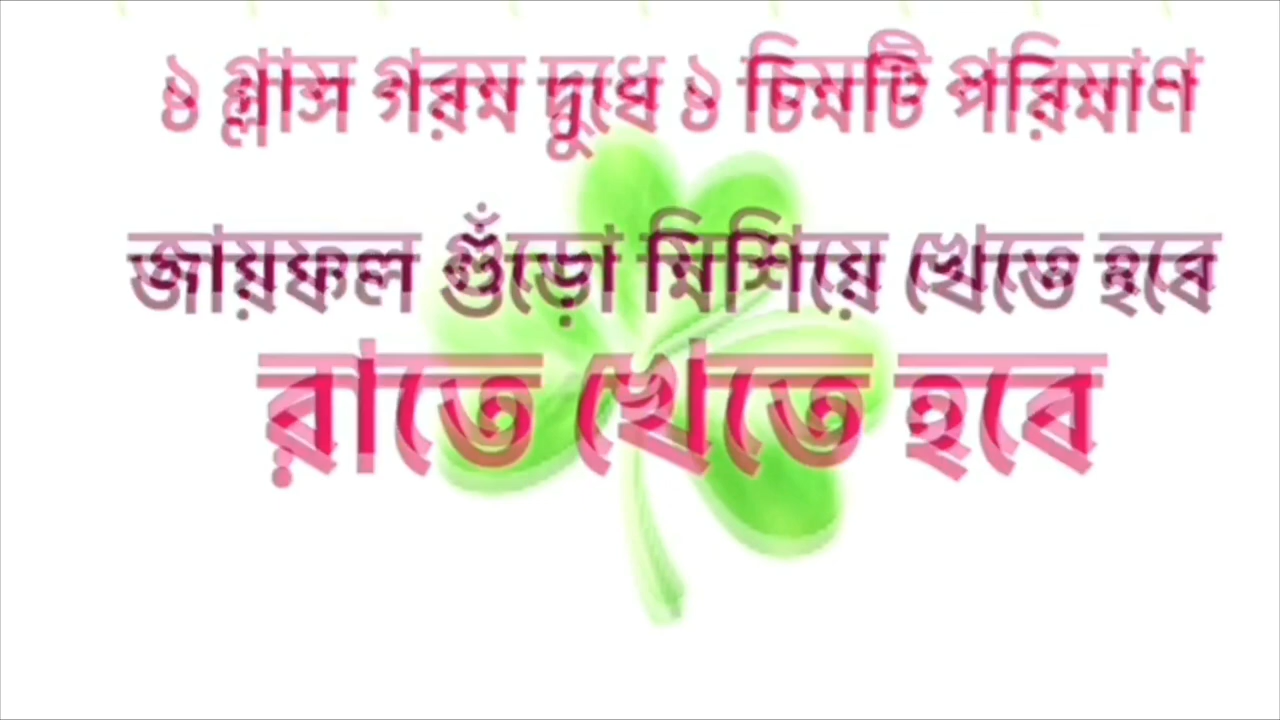 ১ গ্লাস গরম দুধে ১ চিমটি পরিমাণ
জায়ফল গুঁড়ো মিশিয়ে খেতে হবে
রাতে খেতে হবে